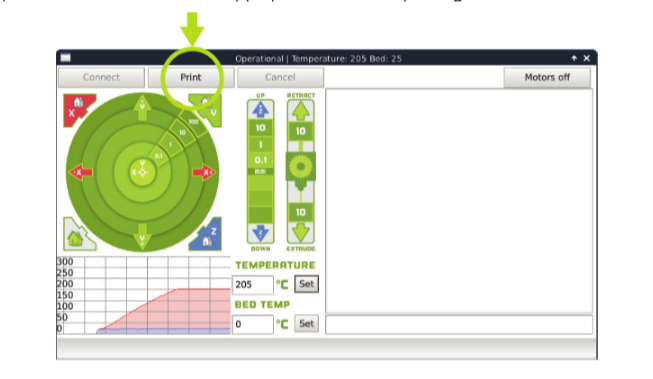 Operational | Temperature: 205 Bed: 25
Connect
Print
Cancel
Motors off
X
Y
100
10
1
0.1
Y
X
-X
X+
-Y
Z
UP
Z
10
1
0.1
mm
Z
DOWN
RETRACT
10
10
EXTRUDE
300
250
200
150
100
50
0
TEMPERATURE
205
°C
Set
BED TEMP
0
°C
Set